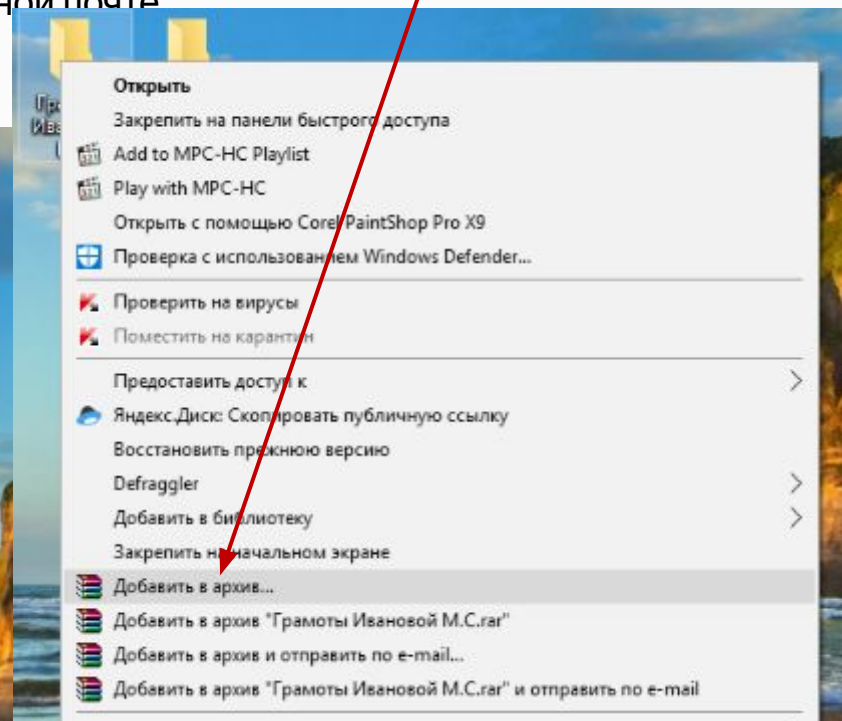 ной почте
Открыть
Закрепить на панели быстрого доступа
Add to MPC-HC Playlist
Play with MPC-HC
Открыть с помощью Corel PaintShop Pro X9
Проверка с использованием Windows Defender...
Проверить на вирусы
Поместить на карантин
Предоставить доступ к
Яндекс.Диск: Скопировать публичную ссылку
Восстановить прежнюю версию
Defraggler
Добавить в библиотеку
Закрепить на начальном экране
Добавить в архив...
Добавить в архив "Грамоты Ивановой М.С.rar"
Добавить в архив и отправить по e-mail...
Добавить в архив "Грамоты Ивановой М.С.rar" и отправить по e-mail